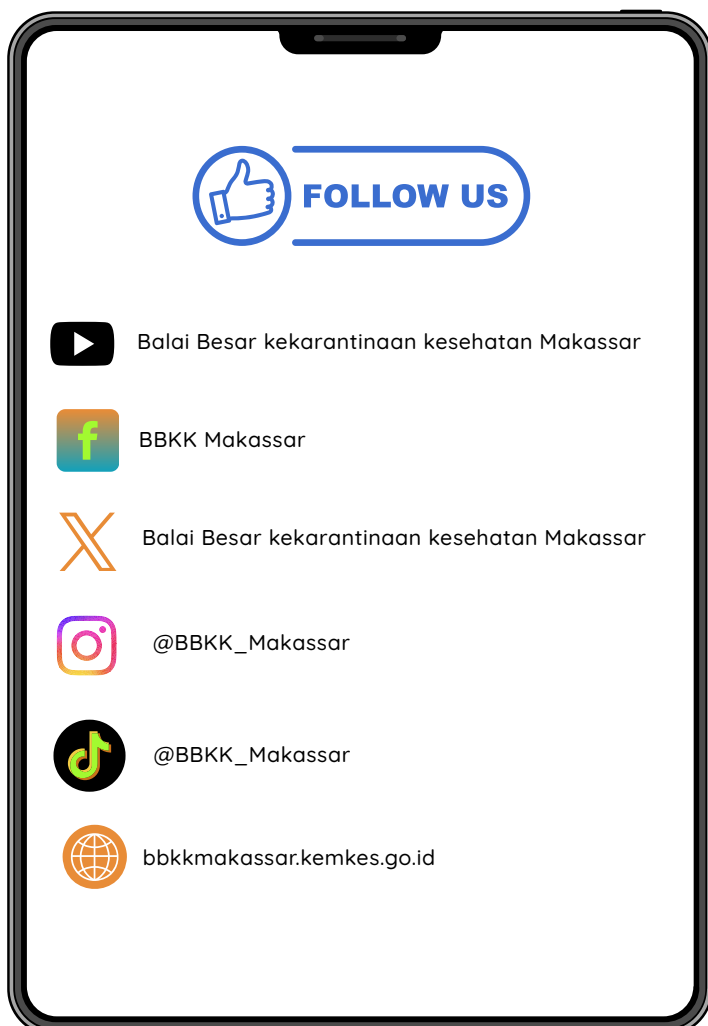 FOLLOW US
Balai Besar kekarantinaan kesehatan Makassar
BBKK Makassar
Balai Besar kekarantinaan kesehatan Makassar
@BBKK_Makassar
@BBKK_Makassar
bbkkmakassar.kemkes.go.id